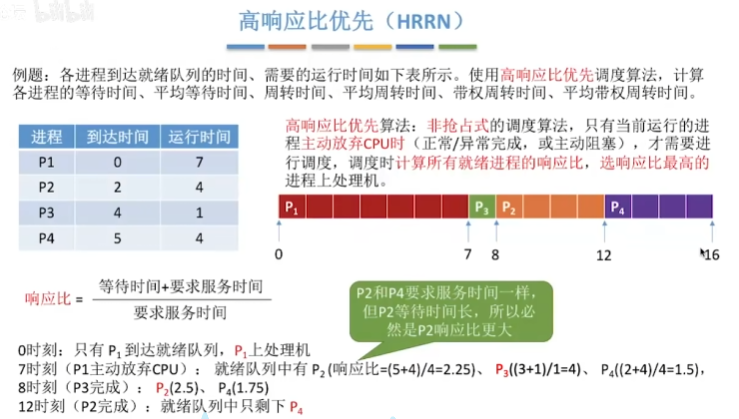 高响应比优先（HRRN）
例题：各进程到达就绪队列的时间、需要的运行时间如下表所示。使用高响应比优先调度算法，计算
各进程的等待时间、平均等待时间、周转时间、平均周转时间、带权周转时间、平均带权周转时间。
进程 到达时间 运行时间
P1 0 7
P2 2 4
P3 4 1
P4 5 4
高响应比优先算法：非抢占式的调度算法，只有当前运行的进
程主动放弃CPU时（正常/异常完成，或主动阻塞），才需要进
行调度，调度时计算所有就绪进程的响应比，选响应比最高的
进程上处理机。
P1 P3 P2 P4
0 7 8 12 16
响应比 = 等待时间+要求服务时间
要求服务时间
P2和P4要求服务时间一样，
但P2等待时间长，所以必
然是P2响应比更大
0时刻：只有 P1 到达就绪队列，P1上处理机
7时刻（P1主动放弃CPU）： 就绪队列中有 P2 (响应比=(5+4)/4=2.25)、 P3((3+1)/1=4)、 P4((2+4)/4=1.5)，
8时刻（P3完成）： P2(2.5)、 P4(1.75)
12时刻（P2完成）：就绪队列中只剩下 P4